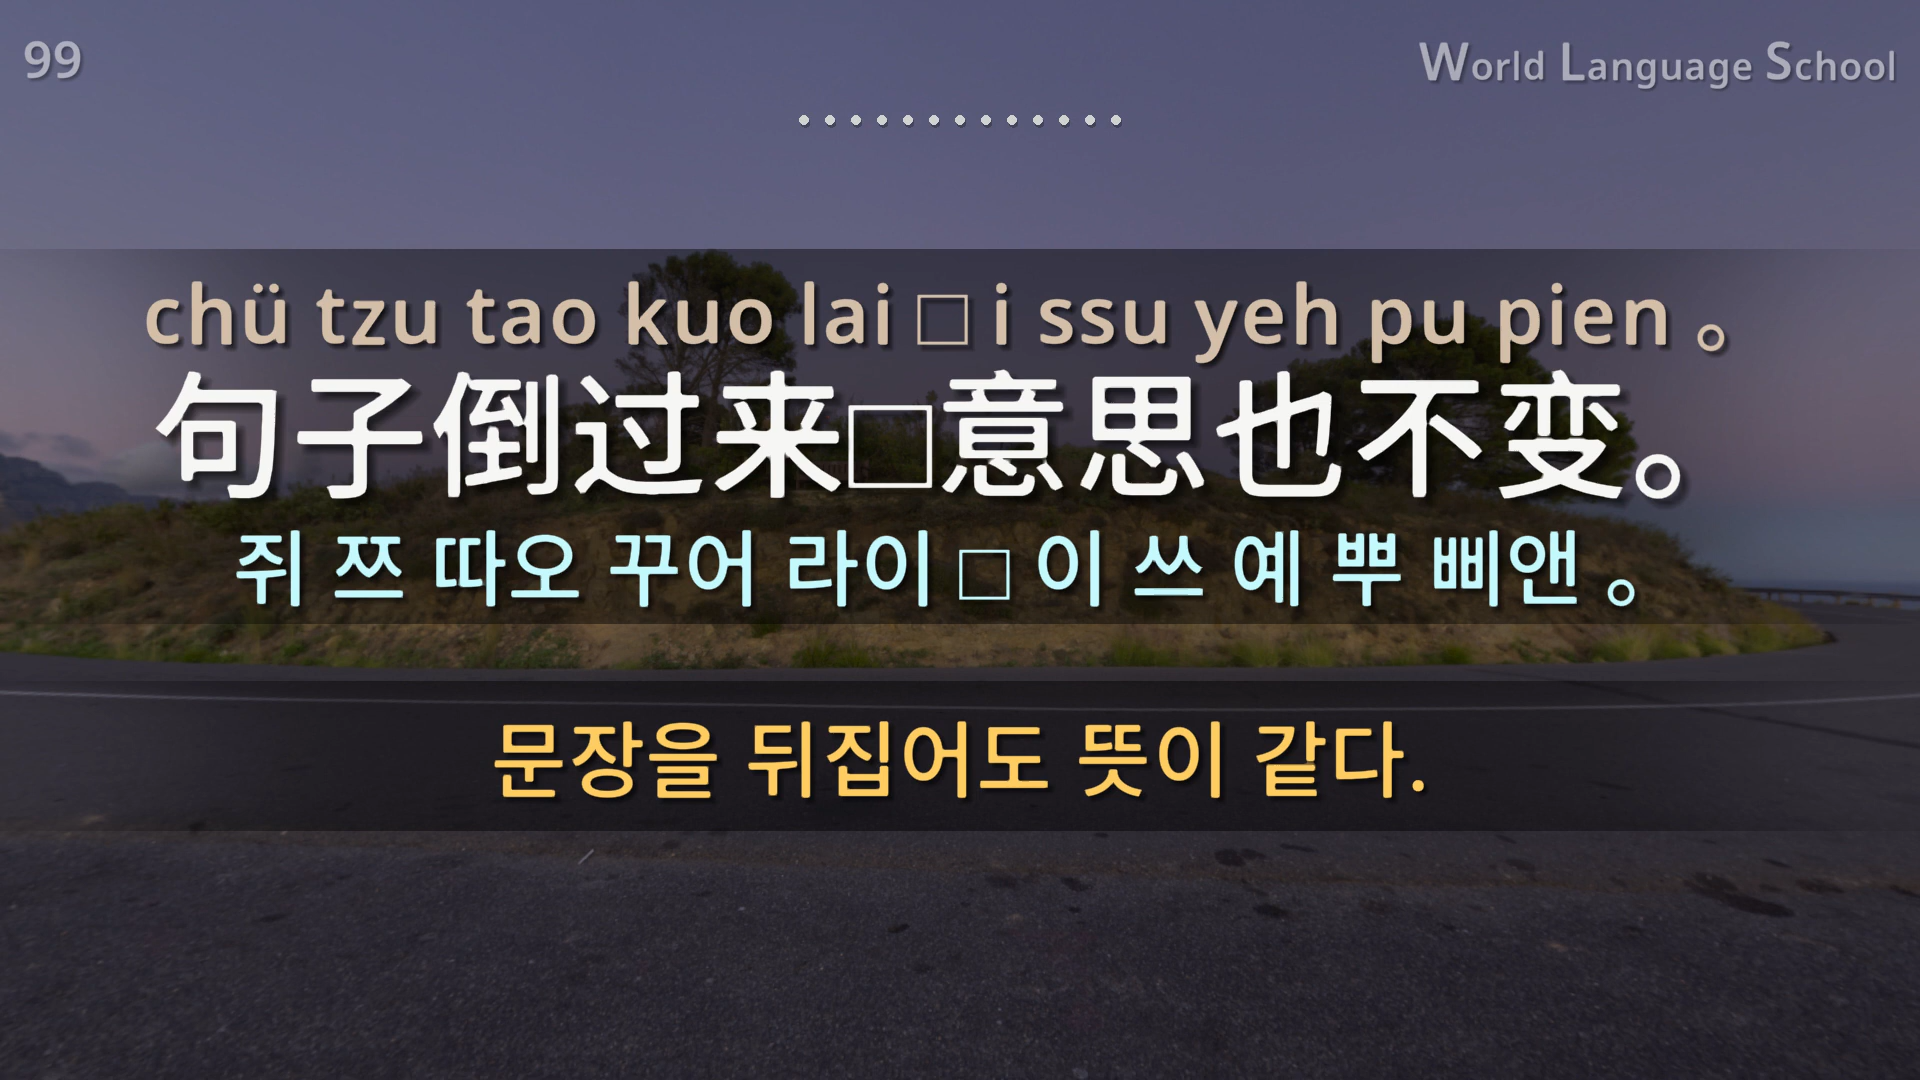 99
World Language School
chü tzu tao kuo lai □ i ssu yeh pu pien 。
句子倒过来□意思也不变。
쥐 쯔 따오 꾸어 라이 □ 이 쓰 예 뿌 삐앤 。
문장을 뒤집어도 뜻이 같다.